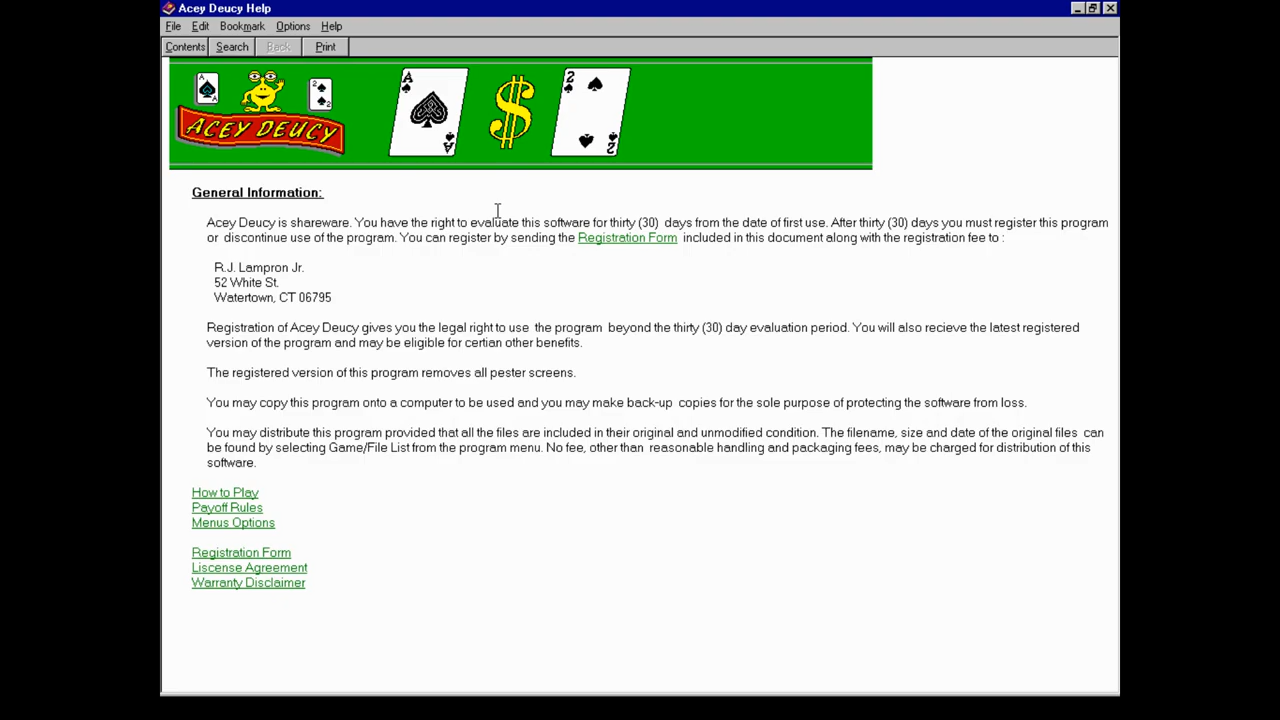 Acey Deucy Help
File Edit Bookmark Options Help
Contents Search Back Print
A A 2 2 A 2
ACEY DEUCY $
A 2
General Information:
Acey Deucy is shareware. You have the right to evaluate this software for thirty (30) days from the date of first use. After thirty (30) days you must register this program
or discontinue use of the program. You can register by sending the Registration Form included in this document along with the registration fee to :
R.J. Lampron Jr.
52 White St.
Watertown, CT 06795
Registration of Acey Deucy gives you the legal right to use the program beyond the thirty (30) day evaluation period. You will also recieve the latest registered
version of the program and may be eligible for certian other benefits.
The registered version of this program removes all pester screens.
You may copy this program onto a computer to be used and you may make back-up copies for the sole purpose of protecting the software from loss.
You may distribute this program provided that all the files are included in their original and unmodified condition. The filename, size and date of the original files can
be found by selecting Game/File List from the program menu. No fee, other than reasonable handling and packaging fees, may be charged for distribution of this
software.
How to Play
Payoff Rules
Menus Options
Registration Form
Liscense Agreement
Warranty Disclaimer